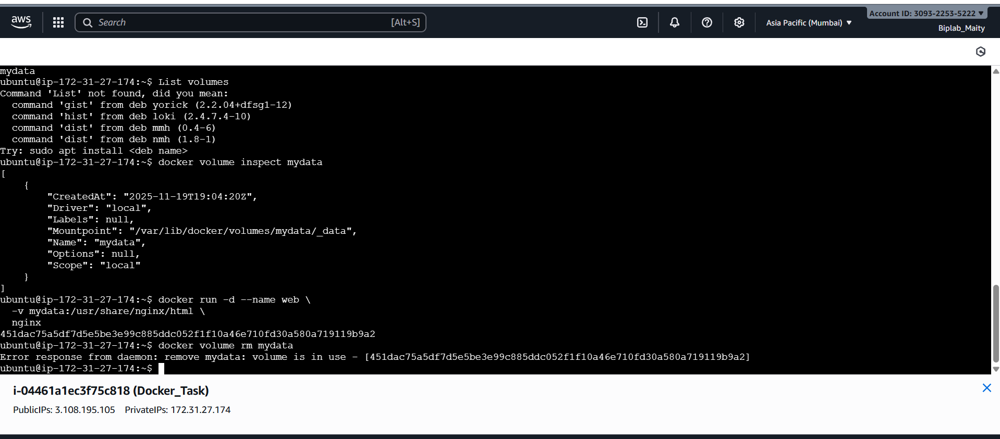 aws
Search
[Alt+S]
Asia Pacific (Mumbai)
Account ID: 3093-2253-5222
Biplab_Maity
mydata
ubuntu@ip-172-31-27-174:~$ List volumes
Command 'List' not found, did you mean:
  command 'gist' from deb yorick (2.2.04+dfsg1-12)
  command 'hist' from deb loki (2.4.7.4-10)
  command 'dist' from deb mmh (0.4-6)
  command 'dist' from deb nmh (1.8-1)
Try: sudo apt install <deb name>
ubuntu@ip-172-31-27-174:~$ docker volume inspect mydata
[
    {
        "CreatedAt": "2025-11-19T19:04:20Z",
        "Driver": "local",
        "Labels": null,
        "Mountpoint": "/var/lib/docker/volumes/mydata/_data",
        "Name": "mydata",
        "Options": null,
        "Scope": "local"
    }
]
ubuntu@ip-172-31-27-174:~$ docker run -d --name web \
  -v mydata:/usr/share/nginx/html \
  nginx
451dac75a5df7d5e5be3e99c885ddc052f1f10a46e710fd30a580a719119b9a2
ubuntu@ip-172-31-27-174:~$ docker volume rm mydata
Error response from daemon: remove mydata: volume is in use - [451dac75a5df7d5e5be3e99c885ddc052f1f10a46e710fd30a580a719119b9a2]
ubuntu@ip-172-31-27-174:~$
i-04461a1ec3f75c818 (Docker_Task)
PublicIPs: 3.108.195.105 PrivateIPs: 172.31.27.174